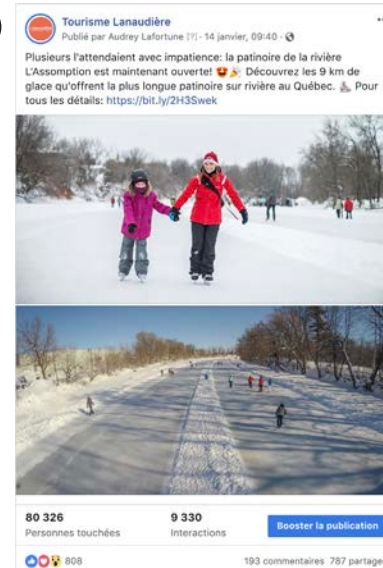 Tourisme Lanaudière
Publié par Audrey Lafortune [?] · 14 janvier, 09:40 ·
Plusieurs l'attendaient avec impatience: la patinoire de la rivière
L'Assomption est maintenant ouverte! 🤩🎉 Découvrez les 9 km de
glace qu'offrent la plus longue patinoire sur rivière au Québec. ⛸ Pour
tous les détails: https://bit.ly/2H3Swek
80 326
Personnes touchées
9 330
Interactions
Booster la publication
808
193 commentaires 787 partage